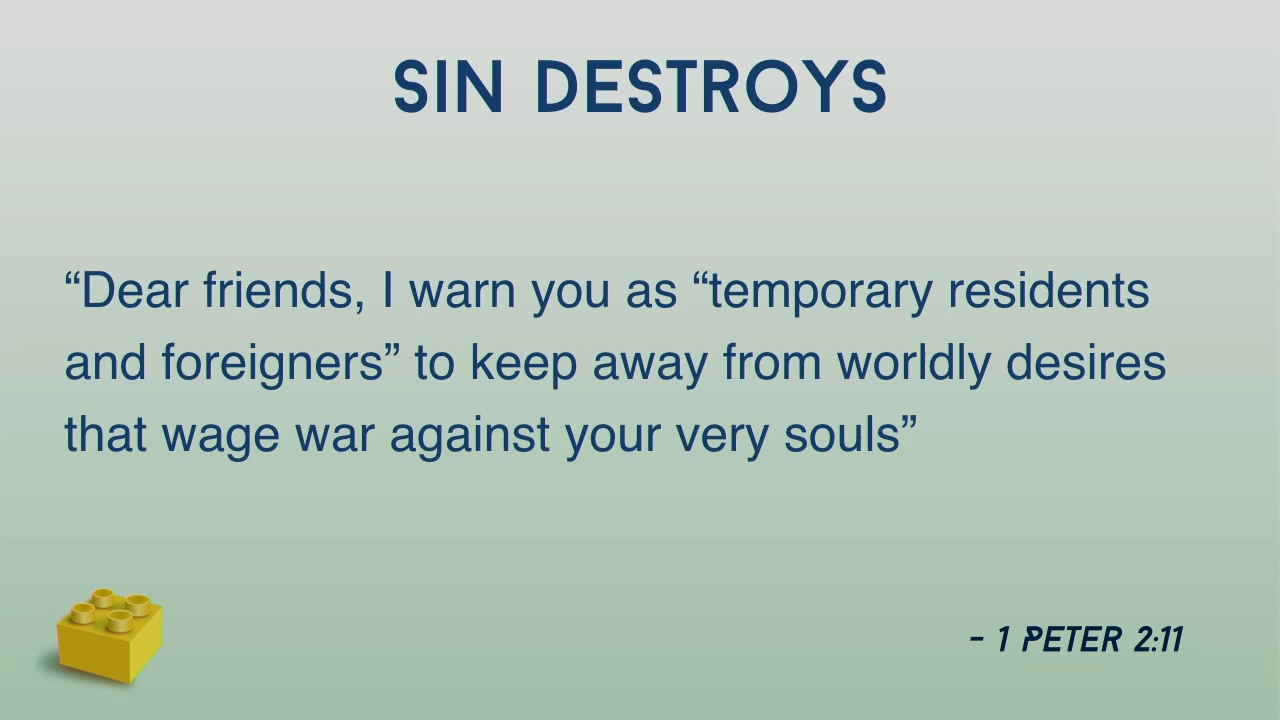 SIN DESTROYS
“Dear friends, I warn you as “temporary residents
and foreigners” to keep away from worldly desires
that wage war against your very souls”
- 1 PETER 2:11